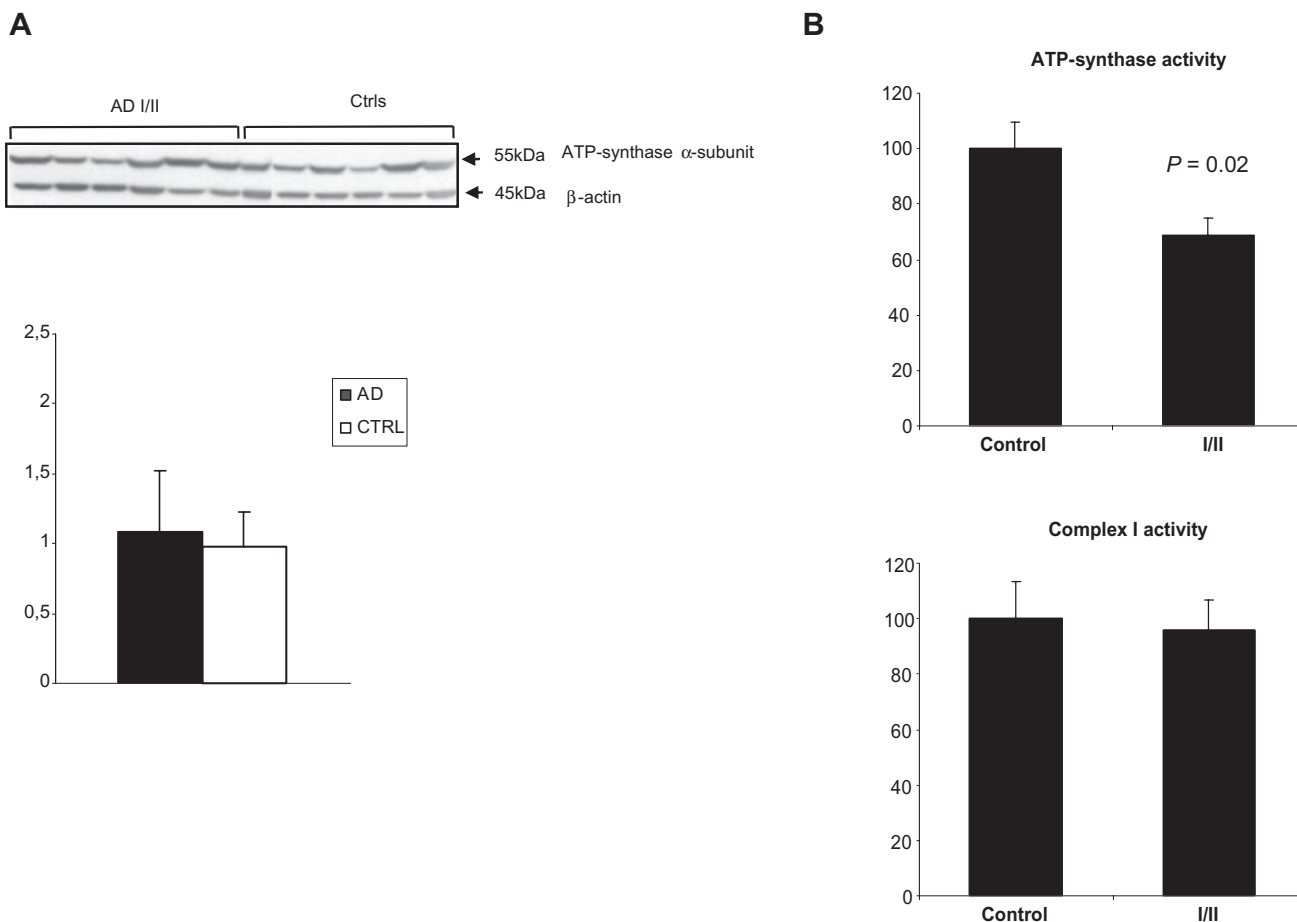 A
AD I/II
Ctrls
55kDa ATP-synthase α-subunit
45kDa β-actin
2,5
2
1,5
1
0,5
0
AD
CTRL
B
ATP-synthase activity
120
100
80
60
40
20
0
P = 0.02
Control I/II
Complex I activity
120
100
80
60
40
20
0
Control I/II